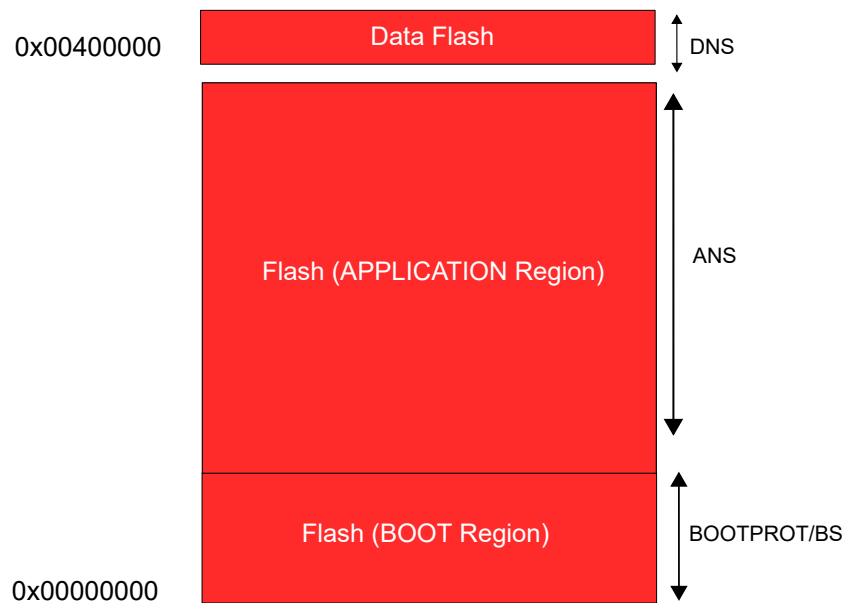 Data Flash
0x00400000
DNS
Flash (APPLICATION Region)
ANS
Flash (BOOT Region)
BOOTPROT/BS
0x00000000